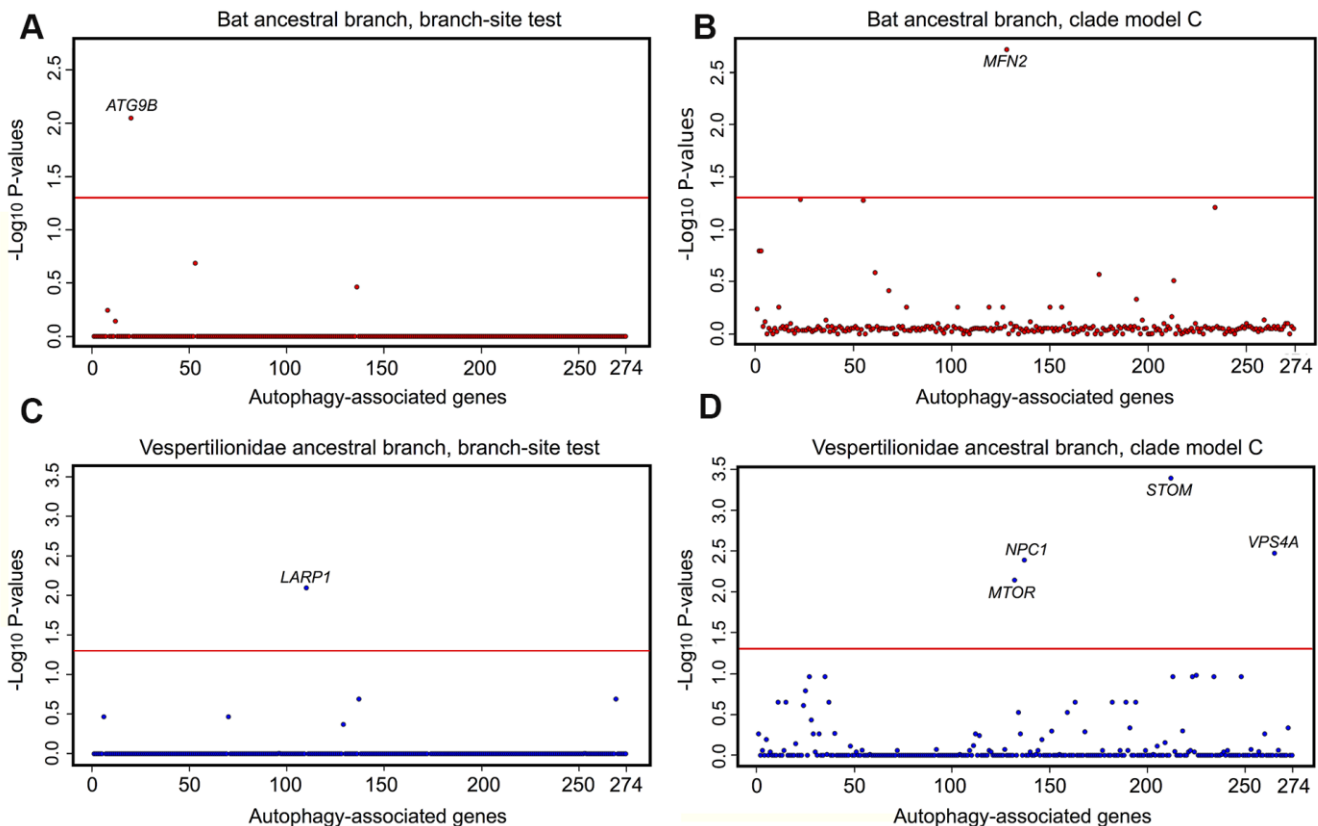 A
Bat ancestral branch, branch-site test
-Log10 P-values
2.5
2.0
1.5
1.0
0.5
0.0
ATG9B
0 50 100 150 200 250 274
Autophagy-associated genes
B
Bat ancestral branch, clade model C
-Log10 P-values
2.5
2.0
1.5
1.0
0.5
0.0
MFN2
0 50 100 150 200 250 274
Autophagy-associated genes
C
Vespertilionidae ancestral branch, branch-site test
-Log10 P-values
3.5
3.0
2.5
2.0
1.5
1.0
0.5
0.0
LARP1
0 50 100 150 200 250 274
Autophagy-associated genes
D
Vespertilionidae ancestral branch, clade model C
-Log10 P-values
3.5
3.0
2.5
2.0
1.5
1.0
0.5
0.0
STOM
NPC1
VPS4A
MTOR
0 50 100 150 200 250 274
Autophagy-associated genes